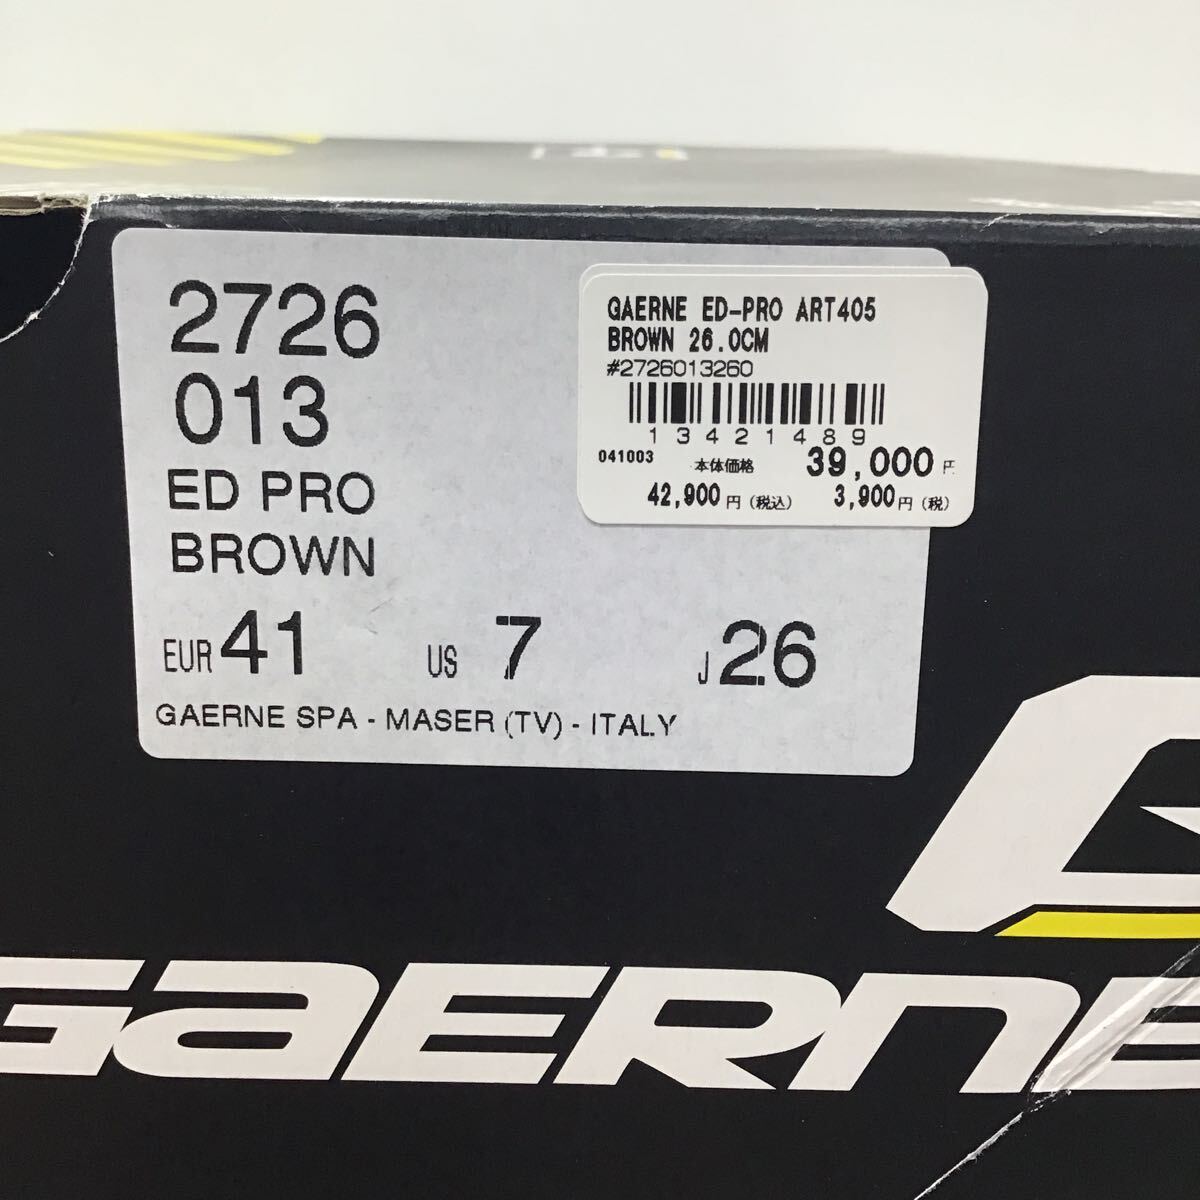 2726
013
ED PRO
BROWN
EUR 41 US 7 J 26
GAERNE SPA - MASER (TV) - ITALY
GAERNE ED-PRO ART405
BROWN 26.0CM
#2726013260
13421489
041003 本体価格 39,000円
42,900円(税込) 3,900円(税)
GAERNE